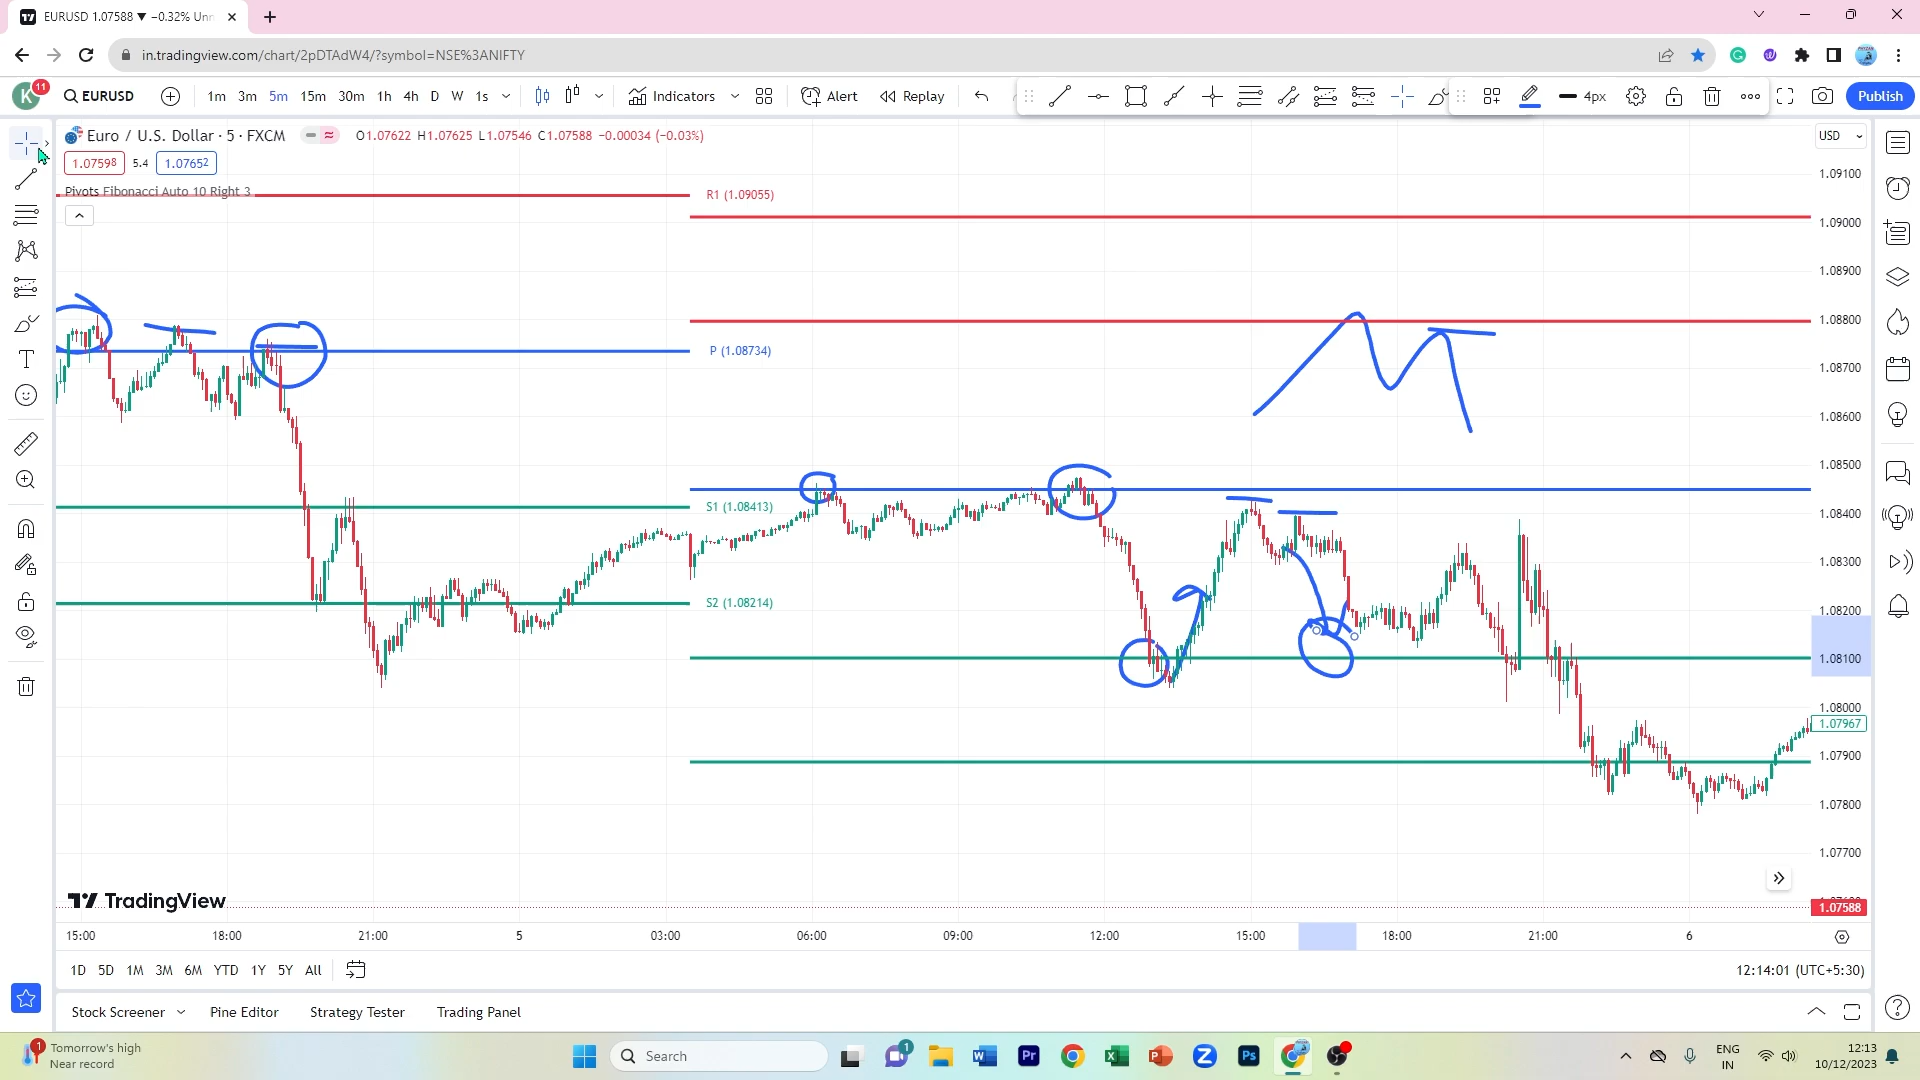 EURUSD 1.07588 ▼ −0.32% Unn
in.tradingview.com/chart/2pDTAdW4/?symbol=NSE%3ANIFTY
K 11 EURUSD 1m 3m 5m 15m 30m 1h 4h D W 1s Indicators Alert Replay 4px Publish
Euro / U.S. Dollar · 5 · FXCM O1.07622 H1.07625 L1.07546 C1.07588 −0.00034 (−0.03%) USD
1.07598 5.4 1.07652
Pivots Fibonacci Auto 10 Right 3
R1 (1.09055)
P (1.08734)
S1 (1.08413)
S2 (1.08214)
1.09100
1.09000
1.08900
1.08800
1.08700
1.08600
1.08500
1.08400
1.08300
1.08200
1.08100
1.08000
1.07967
1.07900
1.07800
1.07700
1.07588
TradingView
15:00 18:00 21:00 5 03:00 06:00 09:00 12:00 15:00 18:00 21:00 6
1D 5D 1M 3M 6M YTD 1Y 5Y All 12:14:01 (UTC+5:30)
Stock Screener Pine Editor Strategy Tester Trading Panel
1 Tomorrow's high
Near record
Search
1
Pr
Ps
ENG
IN
12:13
10/12/2023